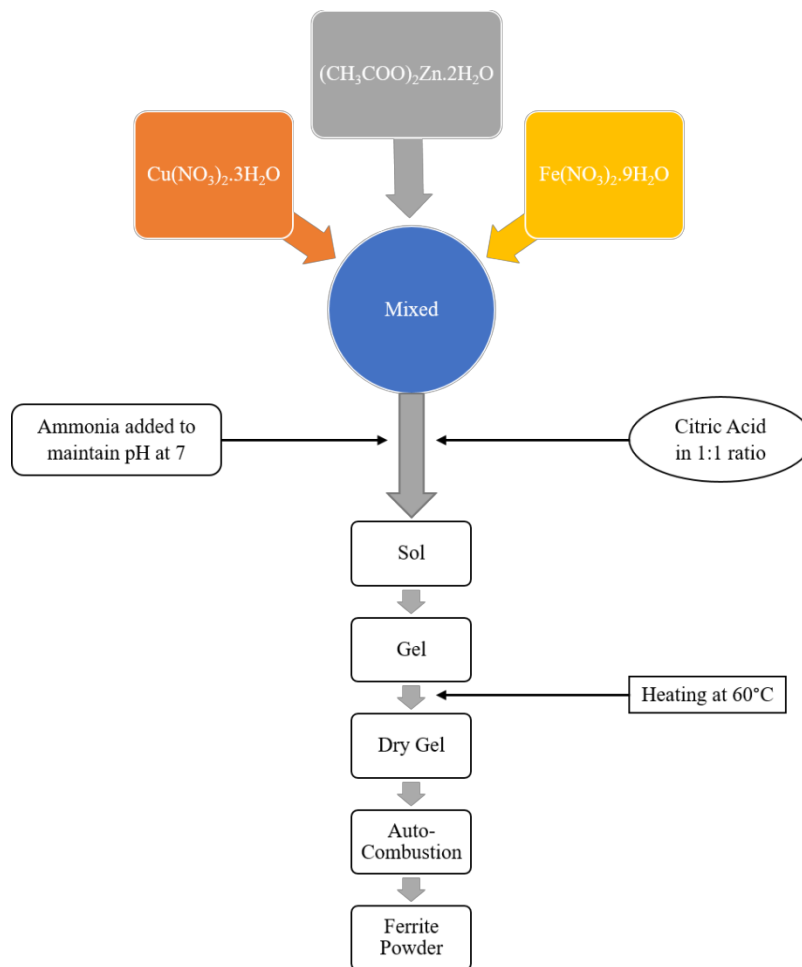 (CH₃COO)₂Zn.2H₂O
Cu(NO₃)₂.3H₂O
Fe(NO₃)₂.9H₂O
Mixed
Ammonia added to
maintain pH at 7
Citric Acid
in 1:1 ratio
Sol
Gel
Heating at 60°C
Dry Gel
Auto-
Combustion
Ferrite
Powder